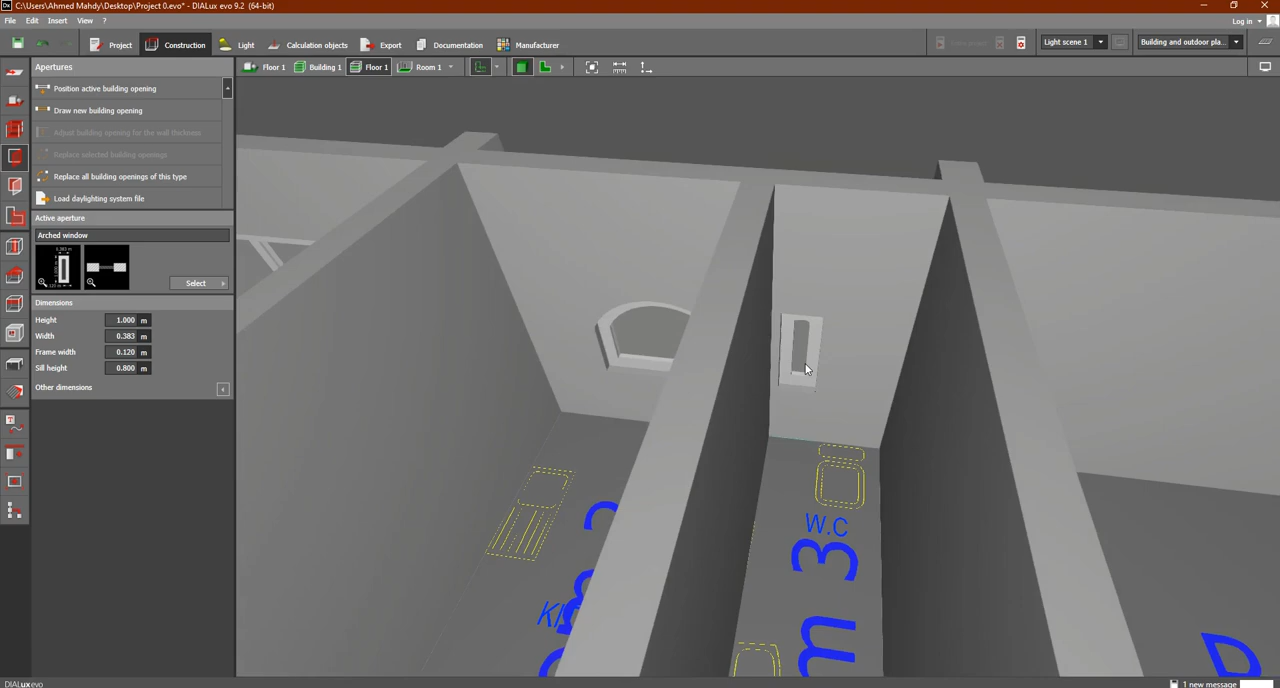 C:\Users\Ahmed Mahdy\Desktop\Project 0.evo* - DIALux evo 9.2 (64-bit)
File Edit Insert View ?
Log in
Project Construction Light Calculation objects Export Documentation Manufacturer
Light scene 1
Building and outdoor pla...
Apertures
Floor 1 Building 1 Floor 1 Room 1
Position active building opening
Draw new building opening
Adjust building opening for the wall thickness
Replace selected building openings
Replace all building openings of this type
Load daylighting system file
Active aperture
Arched window
0.383 m
Select
Dimensions
Height 1.000 m
Width 0.383 m
Frame width 0.120 m
Sill height 0.800 m
Other dimensions
W.C
m 3
DIALux evo
1 new message